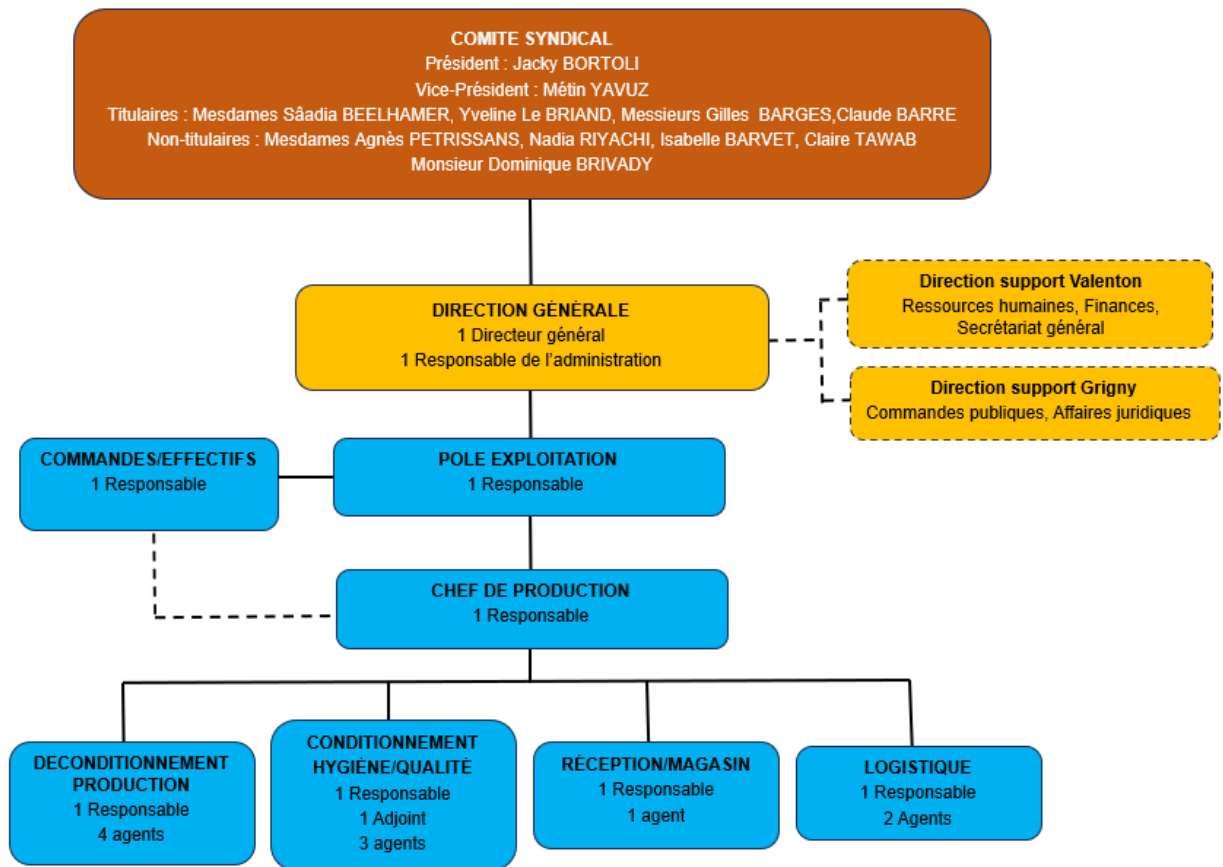 COMITE SYNDICAL
Président : Jacky BORTOLI
Vice-Président : Métin YAVUZ
Titulaires : Mesdames Sâadia BEELHAMER, Yveline Le BRIAND, Messieurs Gilles  BARGES,Claude BARRE
Non-titulaires : Mesdames Agnès PETRISSANS, Nadia RIYACHI, Isabelle BARVET, Claire TAWAB
Monsieur Dominique BRIVADY
DIRECTION GÉNÉRALE
1 Directeur général
1 Responsable de l'administration
Direction support Valenton
Ressources humaines, Finances,
Secrétariat général
Direction support Grigny
Commandes publiques, Affaires juridiques
COMMANDES/EFFECTIFS
1 Responsable
POLE EXPLOITATION
1 Responsable
CHEF DE PRODUCTION
1 Responsable
DECONDITIONNEMENT
PRODUCTION
1 Responsable
4 agents
CONDITIONNEMENT
HYGIÈNE/QUALITÉ
1 Responsable
1 Adjoint
3 agents
RÉCEPTION/MAGASIN
1 Responsable
1 agent
LOGISTIQUE
1 Responsable
2 Agents